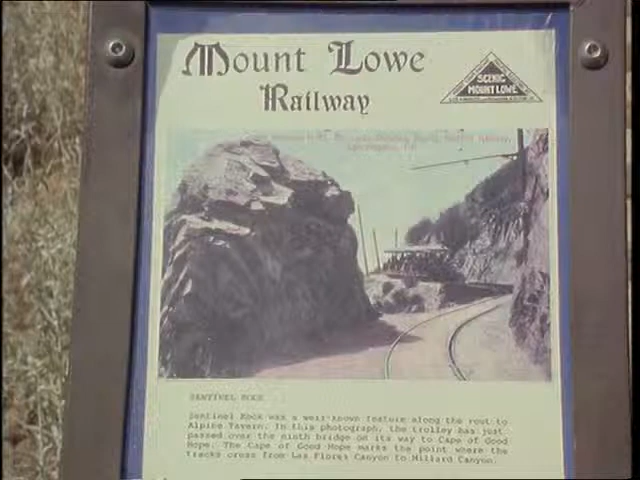 Mount Lowe
Railway
SCENIC
MOUNT LOWE
SENTINEL ROCK
Sentinel Rock was a well-known feature along the route to
Alpine Tavern. In this photograph, the trolley has just
passed over the ninth bridge on its way to Cape of Good
Hope. The Cape of Good Hope marks the point where the
tracks cross from Las Flores Canyon to Millard Canyon.